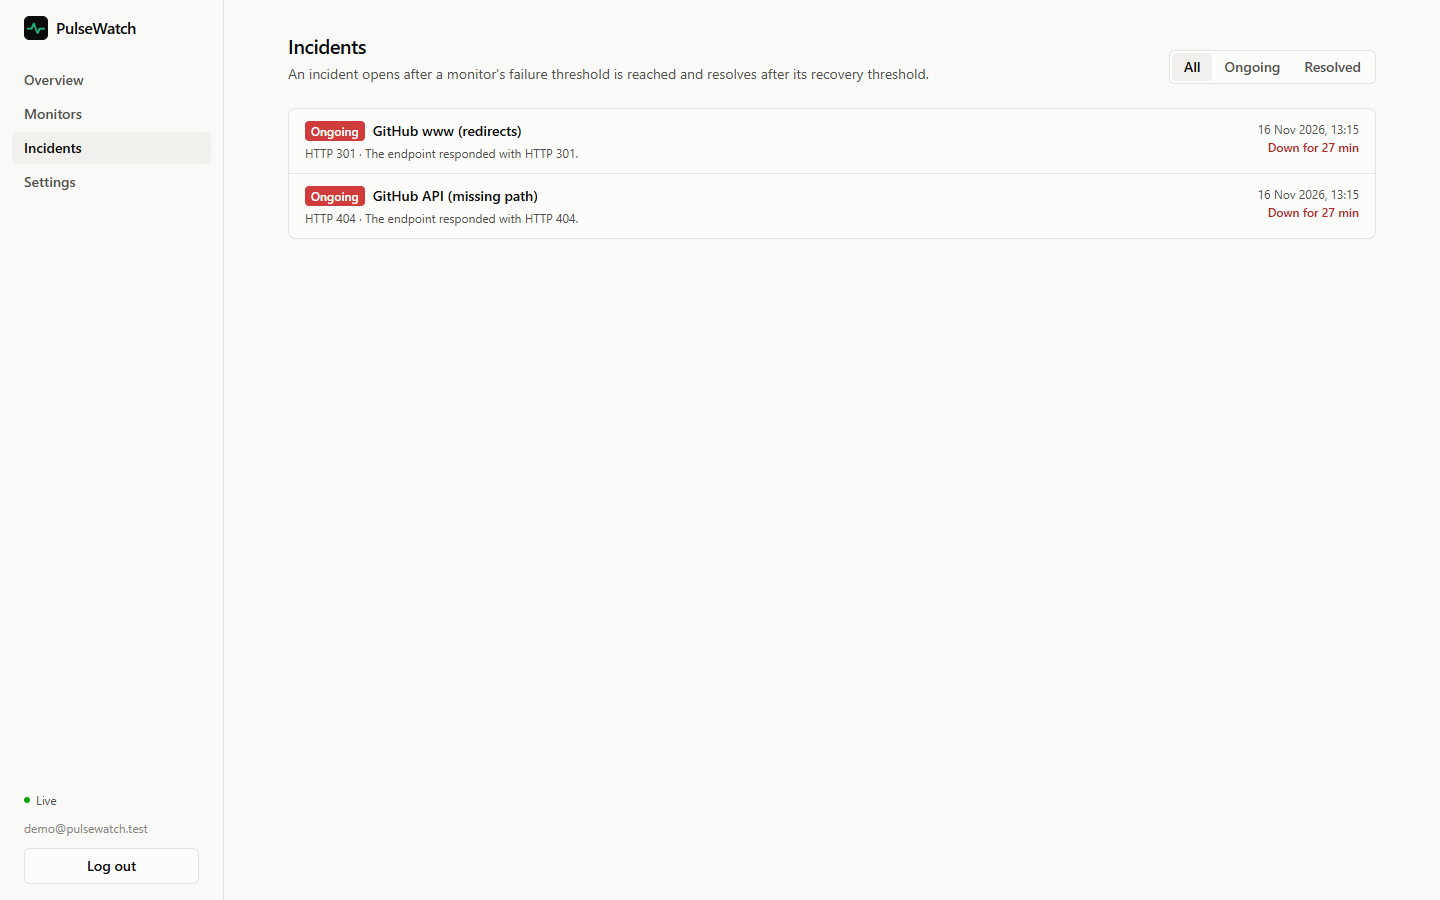 PulseWatch
Overview
Monitors
Incidents
Settings
Live
demo@pulsewatch.test
Log out
Incidents
An incident opens after a monitor's failure threshold is reached and resolves after its recovery threshold.
All Ongoing Resolved
Ongoing GitHub www (redirects) 16 Nov 2026, 13:15
HTTP 301 · The endpoint responded with HTTP 301. Down for 27 min
Ongoing GitHub API (missing path) 16 Nov 2026, 13:15
HTTP 404 · The endpoint responded with HTTP 404. Down for 27 min